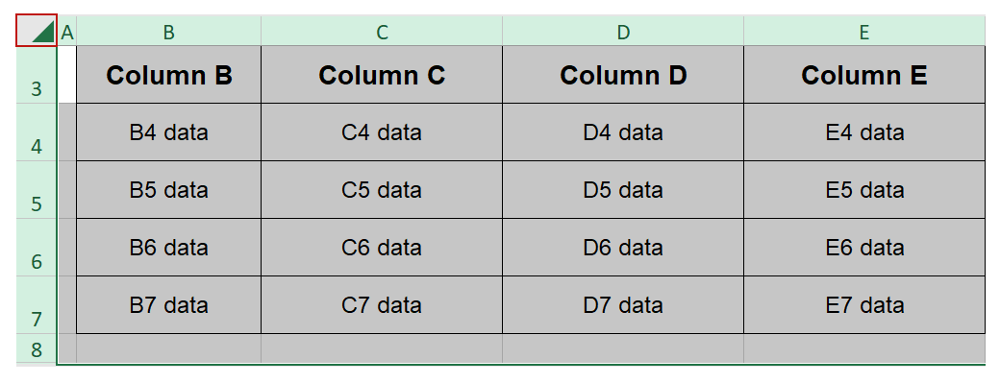 A B C D E
3 Column B Column C Column D Column E
4 B4 data C4 data D4 data E4 data
5 B5 data C5 data D5 data E5 data
6 B6 data C6 data D6 data E6 data
7 B7 data C7 data D7 data E7 data
8